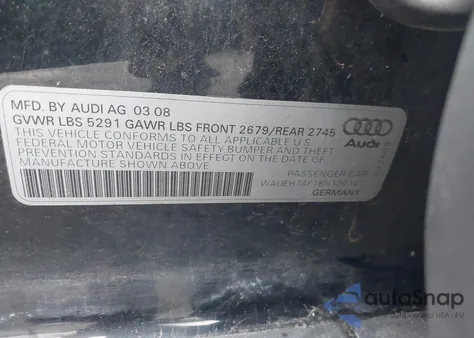 MFD. BY AUDI AG 03 08
GVWR LBS 5291 GAWR LBS FRONT 2679/REAR 2745
THIS VEHICLE CONFORMS TO ALL APPLICABLE U.S.
FEDERAL MOTOR VEHICLE SAFETY, BUMPER AND THEFT
PREVENTION STANDARDS IN EFFECT ON THE DATE OF
MANUFACTURE SHOWN ABOVE
Audi
PASSENGER CAR
GERMANY
autoSnap